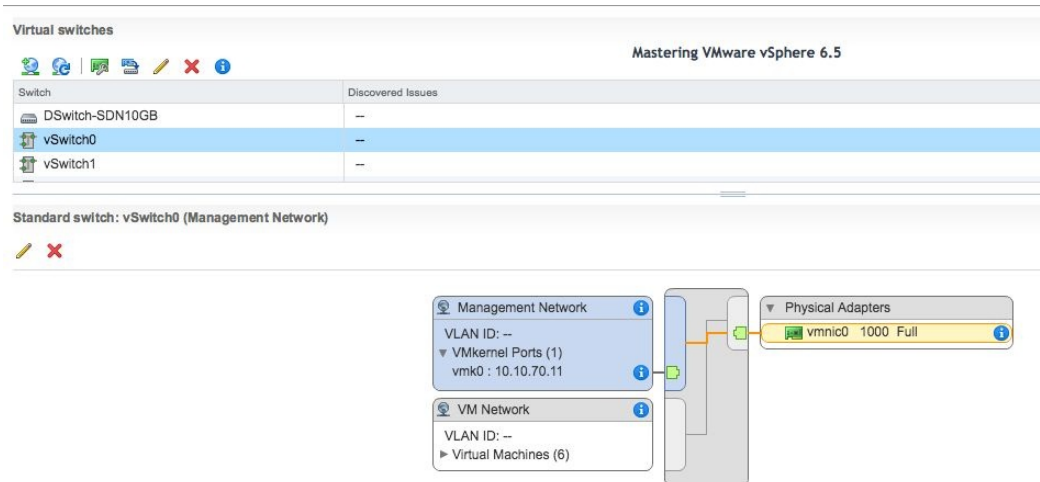 Virtual switches
Mastering VMware vSphere 6.5
Switch
Discovered Issues
DSwitch-SDN10GB
--
vSwitch0
--
vSwitch1
--
Standard switch: vSwitch0 (Management Network)
Management Network
VLAN ID: --
VMkernel Ports (1)
vmk0 : 10.10.70.11
VM Network
VLAN ID: --
Virtual Machines (6)
Physical Adapters
vmnic0 1000 Full